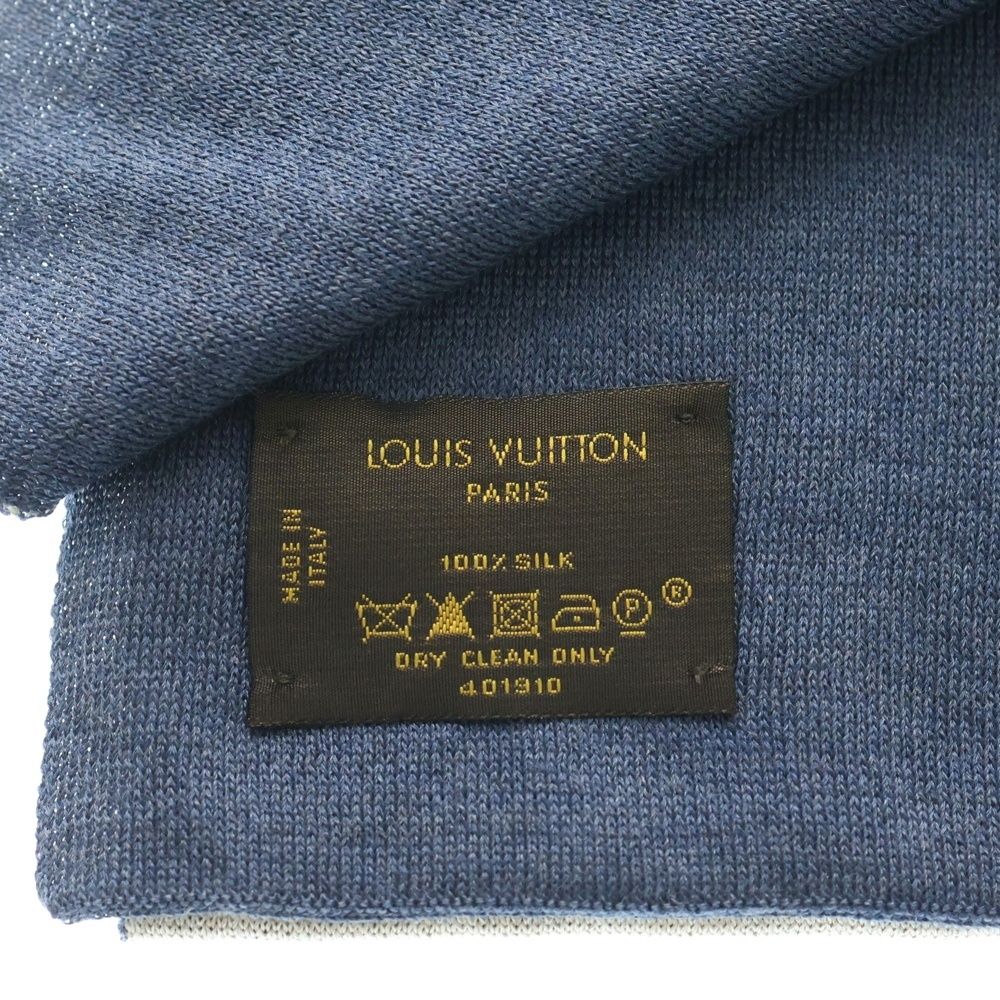 LOUIS VUITTON
PARIS
MADE IN
ITALY
100% SILK
P ®
DRY CLEAN ONLY
401910